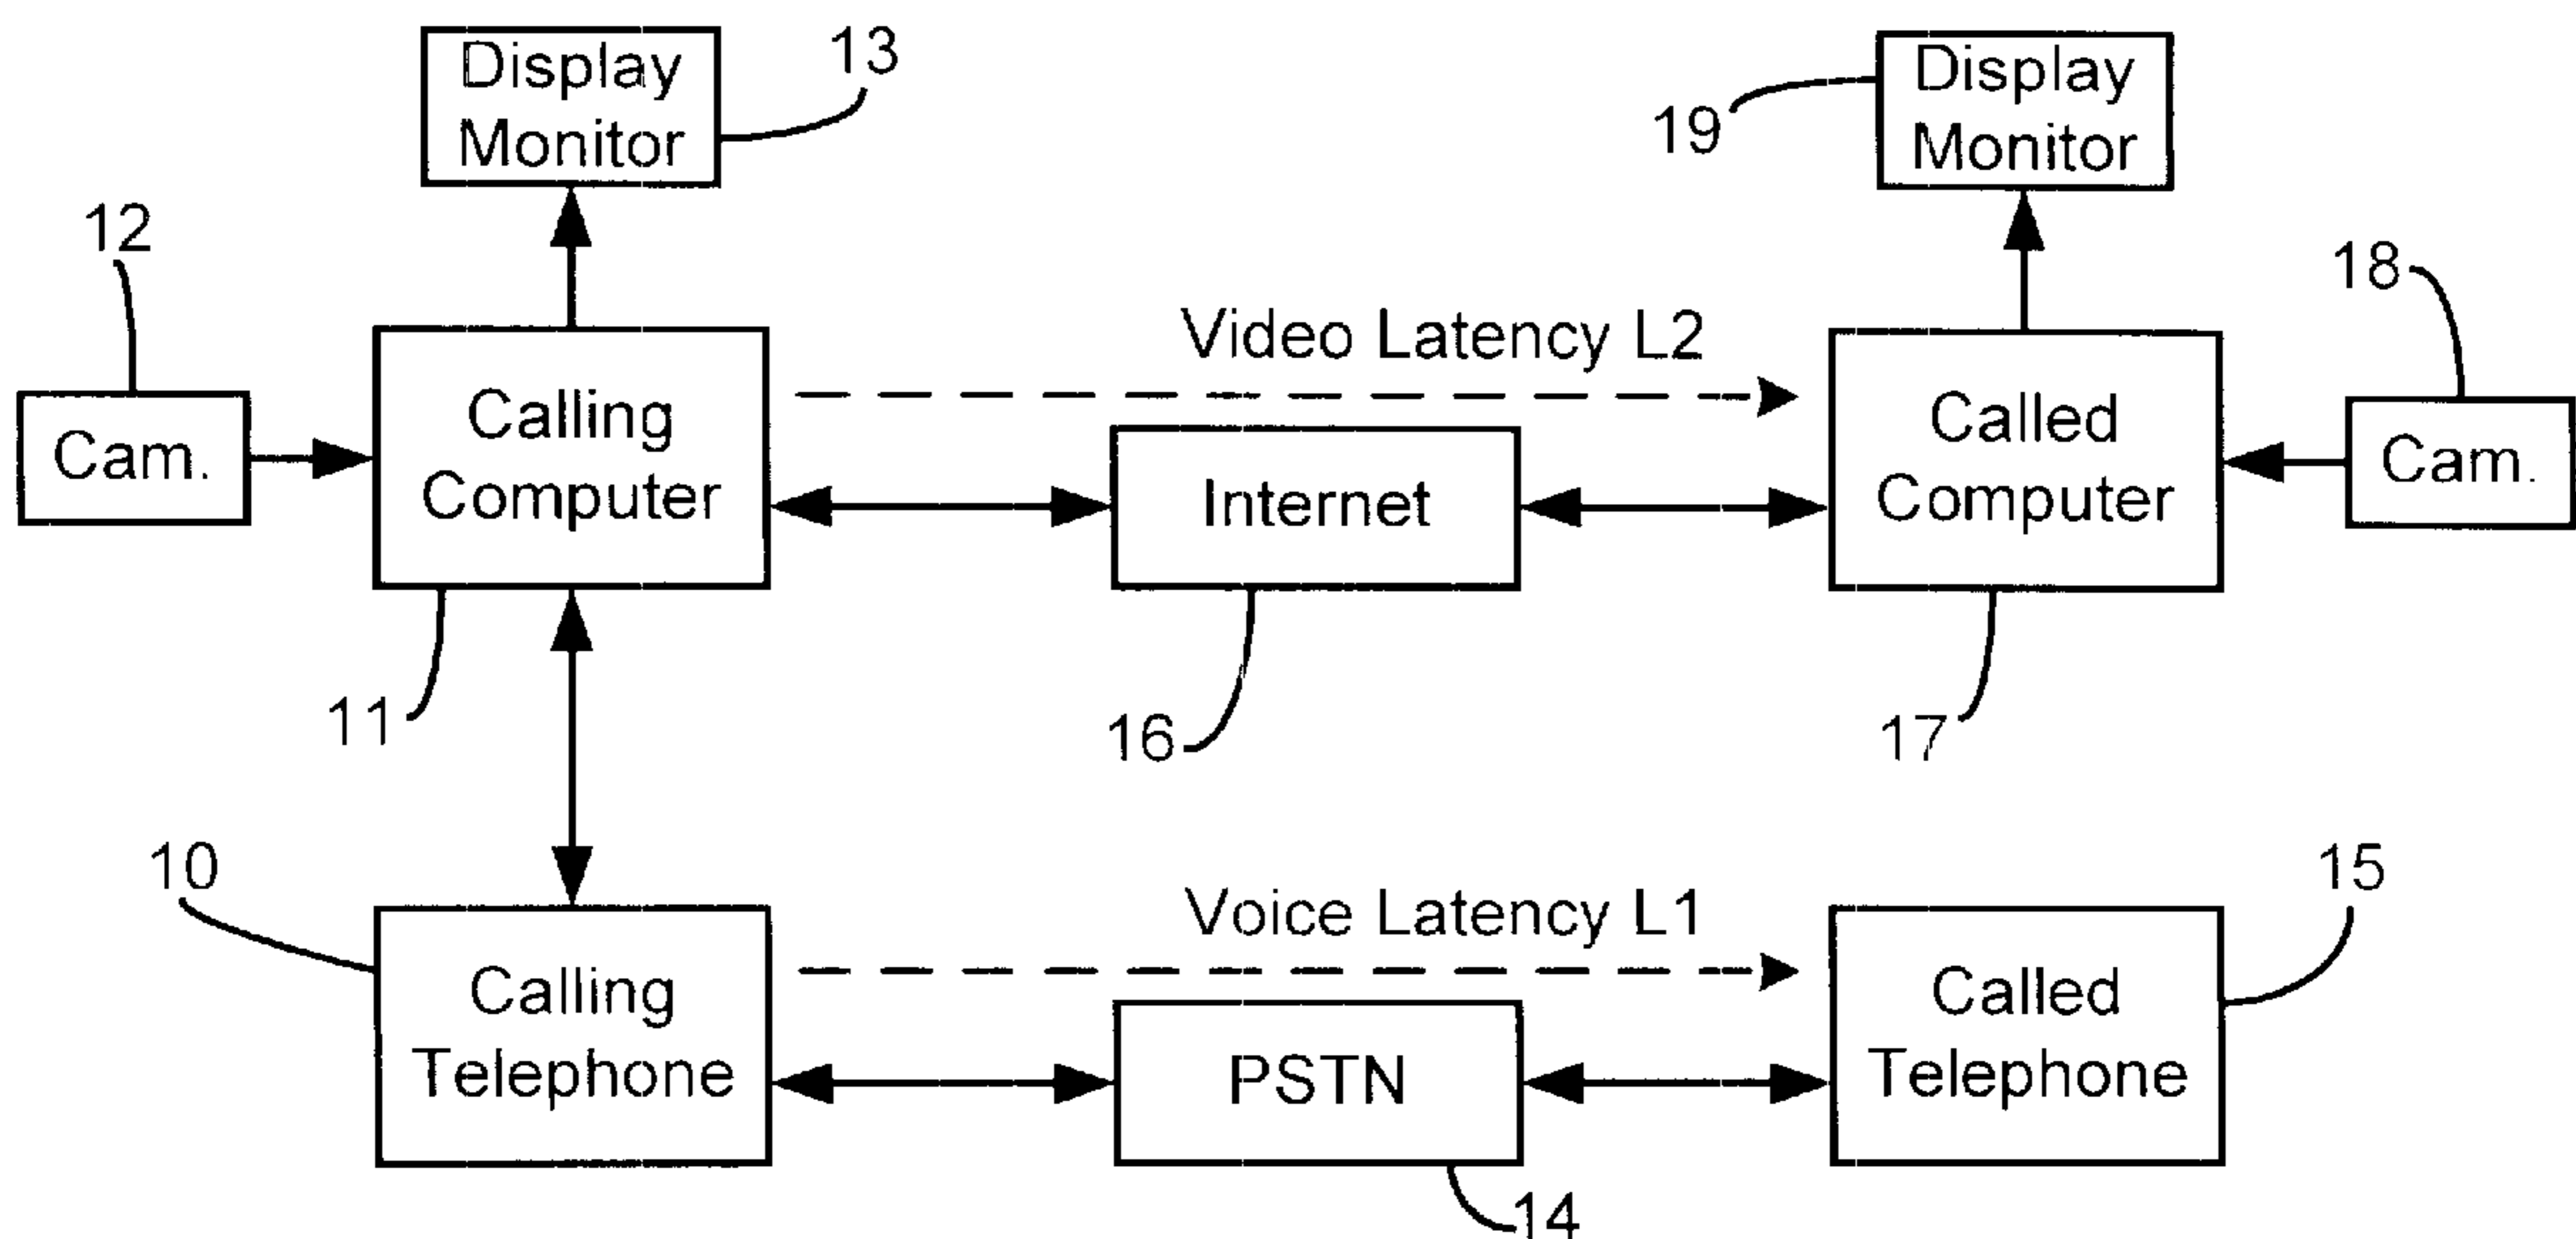 Display
Monitor
13
19
Display
Monitor
12
18
Video Latency L2
Cam.
Calling
Computer
Internet
Called
Computer
Cam.
11
16
17
10
15
Voice Latency L1
Calling
Telephone
PSTN
Called
Telephone
14